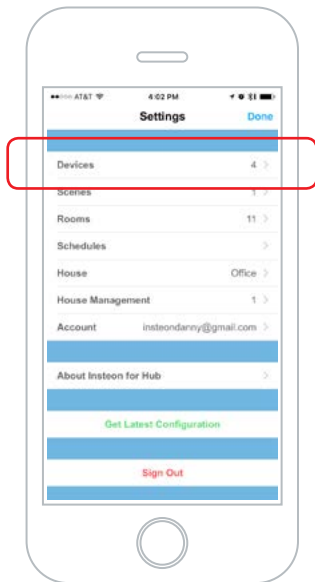 AT&T 4:02 PM
Settings Done
Devices 4
Scenes 1
Rooms 11
Schedules
House Office
House Management 1
Account insteondanny@gmail.com
About Insteon for Hub
Get Latest Configuration
Sign Out